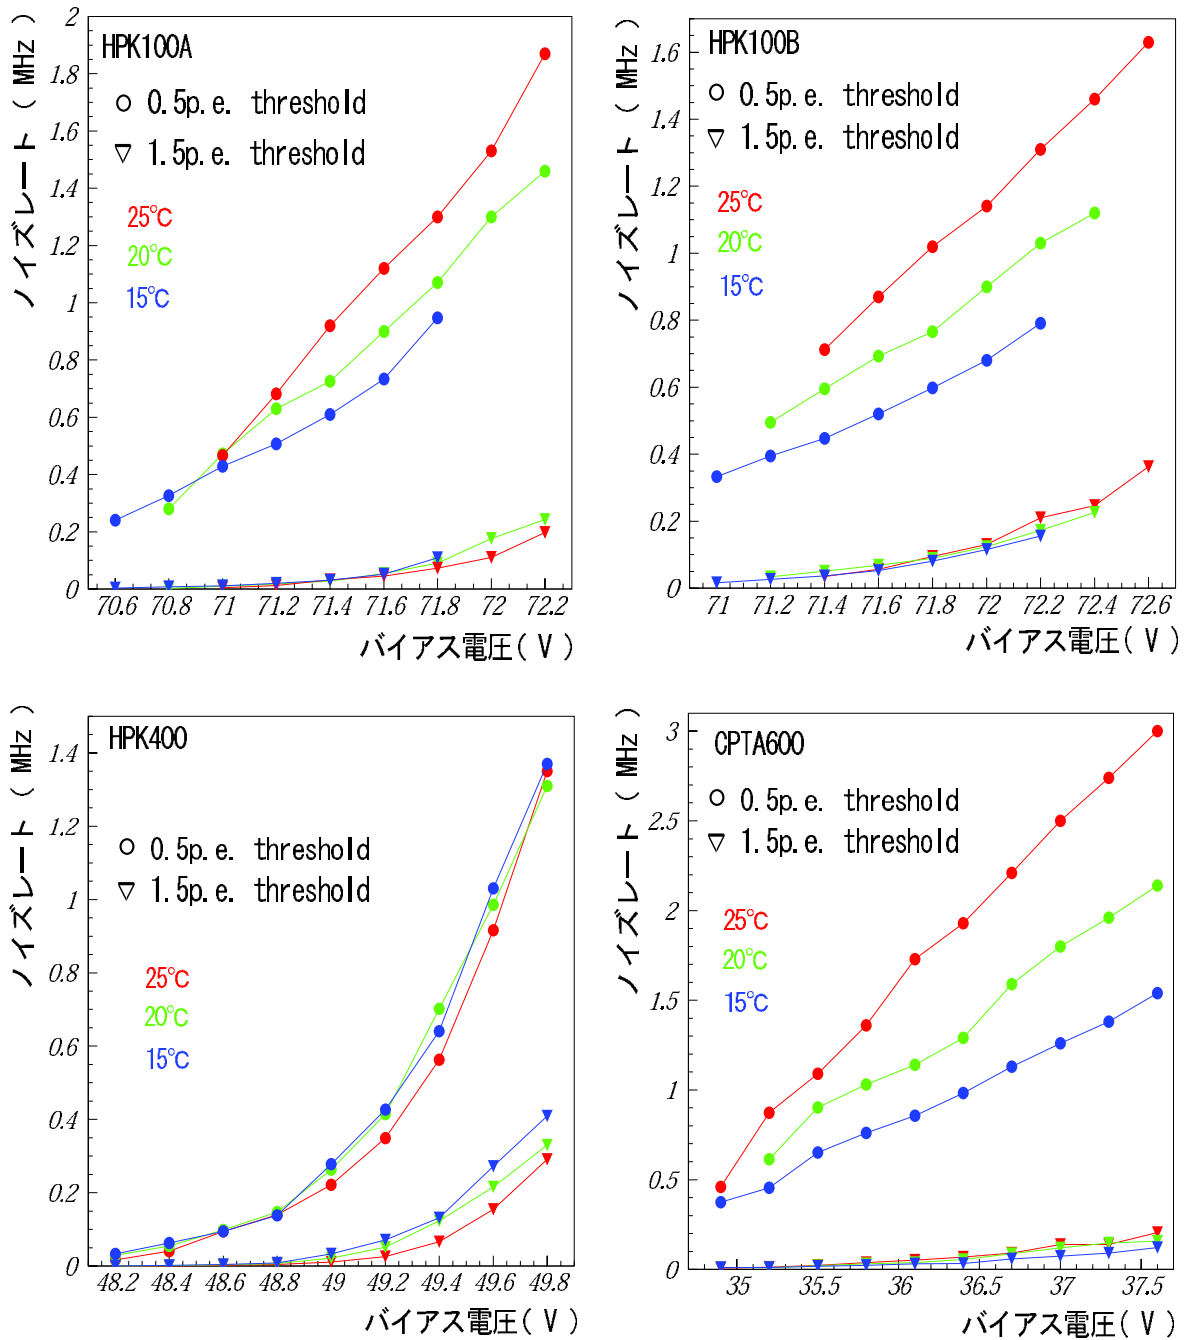 HPK100A
○ 0.5p.e. threshold
▽ 1.5p.e. threshold
25℃
20℃
15℃
ノイズレート ( MHz )
2
1.8
1.6
1.4
1.2
1
0.8
0.6
0.4
0.2
0
70.6 70.8 71 71.2 71.4 71.6 71.8 72 72.2
バイアス電圧( V )
HPK100B
○ 0.5p.e. threshold
▽ 1.5p.e. threshold
25℃
20℃
15℃
ノイズレート ( MHz )
1.6
1.4
1.2
1
0.8
0.6
0.4
0.2
0
71 71.2 71.4 71.6 71.8 72 72.2 72.4 72.6
バイアス電圧( V )
HPK400
○ 0.5p.e. threshold
▽ 1.5p.e. threshold
25℃
20℃
15℃
ノイズレート ( MHz )
1.4
1.2
1
0.8
0.6
0.4
0.2
0
48.2 48.4 48.6 48.8 49 49.2 49.4 49.6 49.8
バイアス電圧( V )
CPTA600
○ 0.5p.e. threshold
▽ 1.5p.e. threshold
25℃
20℃
15℃
ノイズレート ( MHz )
3
2.5
2
1.5
1
0.5
0
35 35.5 36 36.5 37 37.5
バイアス電圧( V )